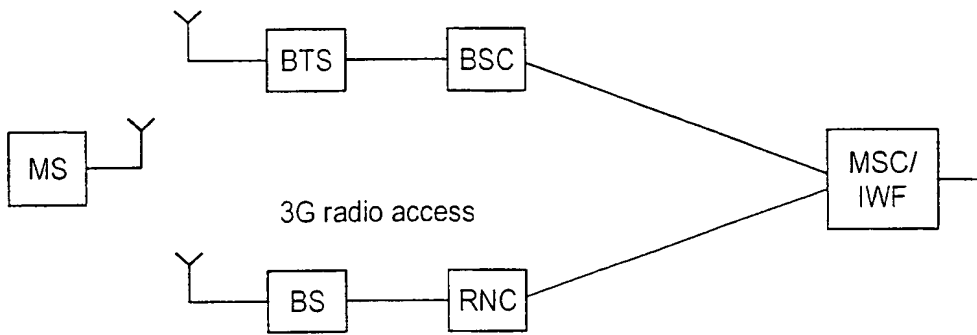 BTS
BSC
MS
MSC/
IWF
3G radio access
BS
RNC